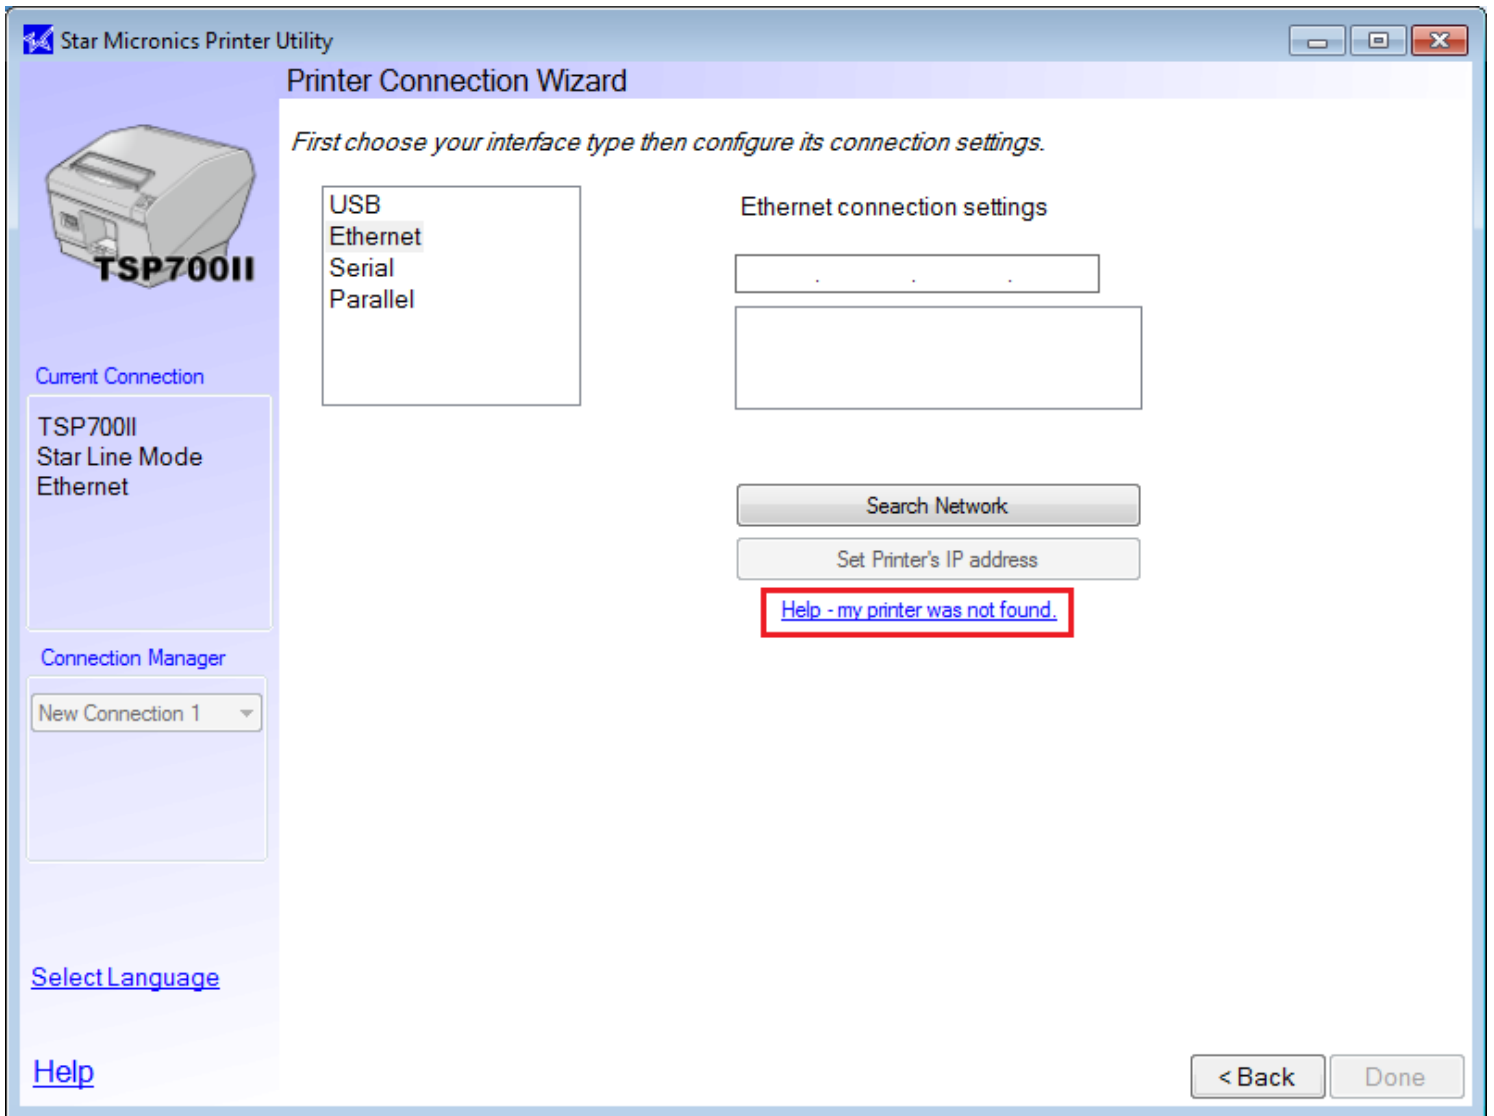 Star Micronics Printer Utility
Printer Connection Wizard
First choose your interface type then configure its connection settings.
TSP700II
USB
Ethernet
Serial
Parallel
Ethernet connection settings
. . .
Current Connection
TSP700II
Star Line Mode
Ethernet
Search Network
Set Printer's IP address
Help - my printer was not found.
Connection Manager
New Connection 1
Select Language
Help
< Back
Done